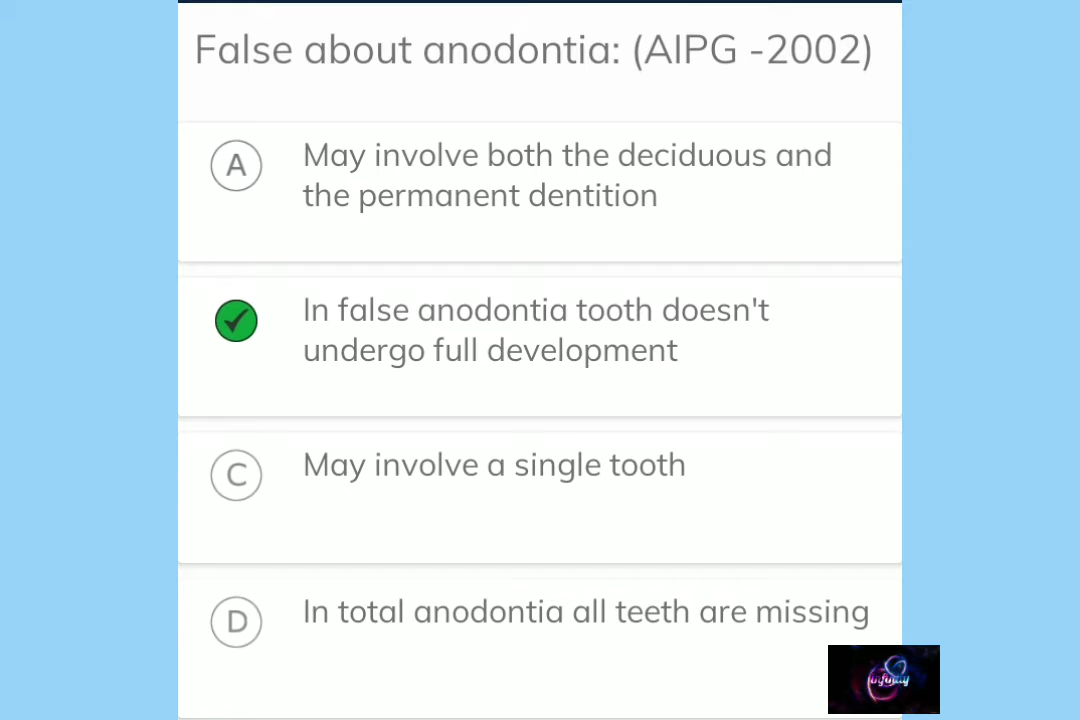 False about anodontia: (AIPG -2002)
A
May involve both the deciduous and
the permanent dentition
In false anodontia tooth doesn't
undergo full development
C
May involve a single tooth
D
In total anodontia all teeth are missing
infinity